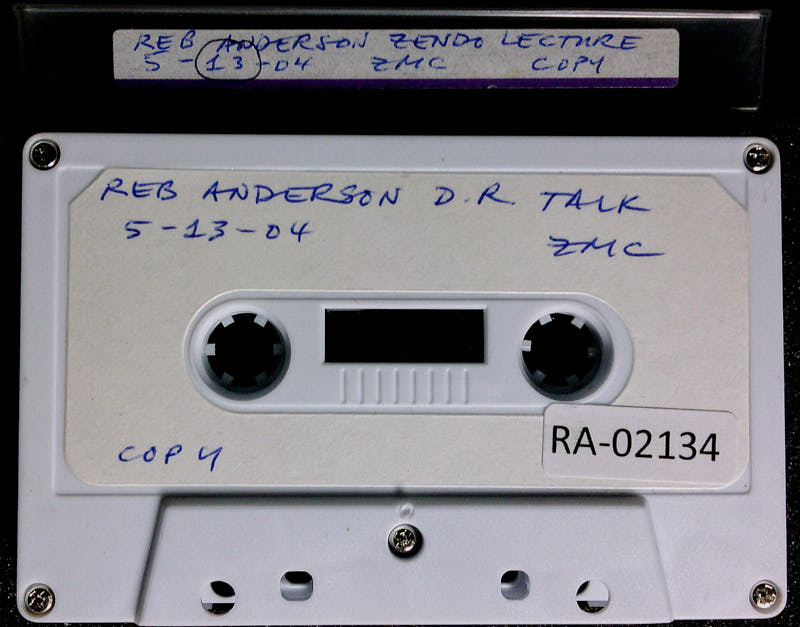 REB ANDERSON ZENDO LECTURE
5-13-04 ZMC COPY
REB ANDERSON D.R. TALK
5-13-04
ZMC
RA-02134
COPY